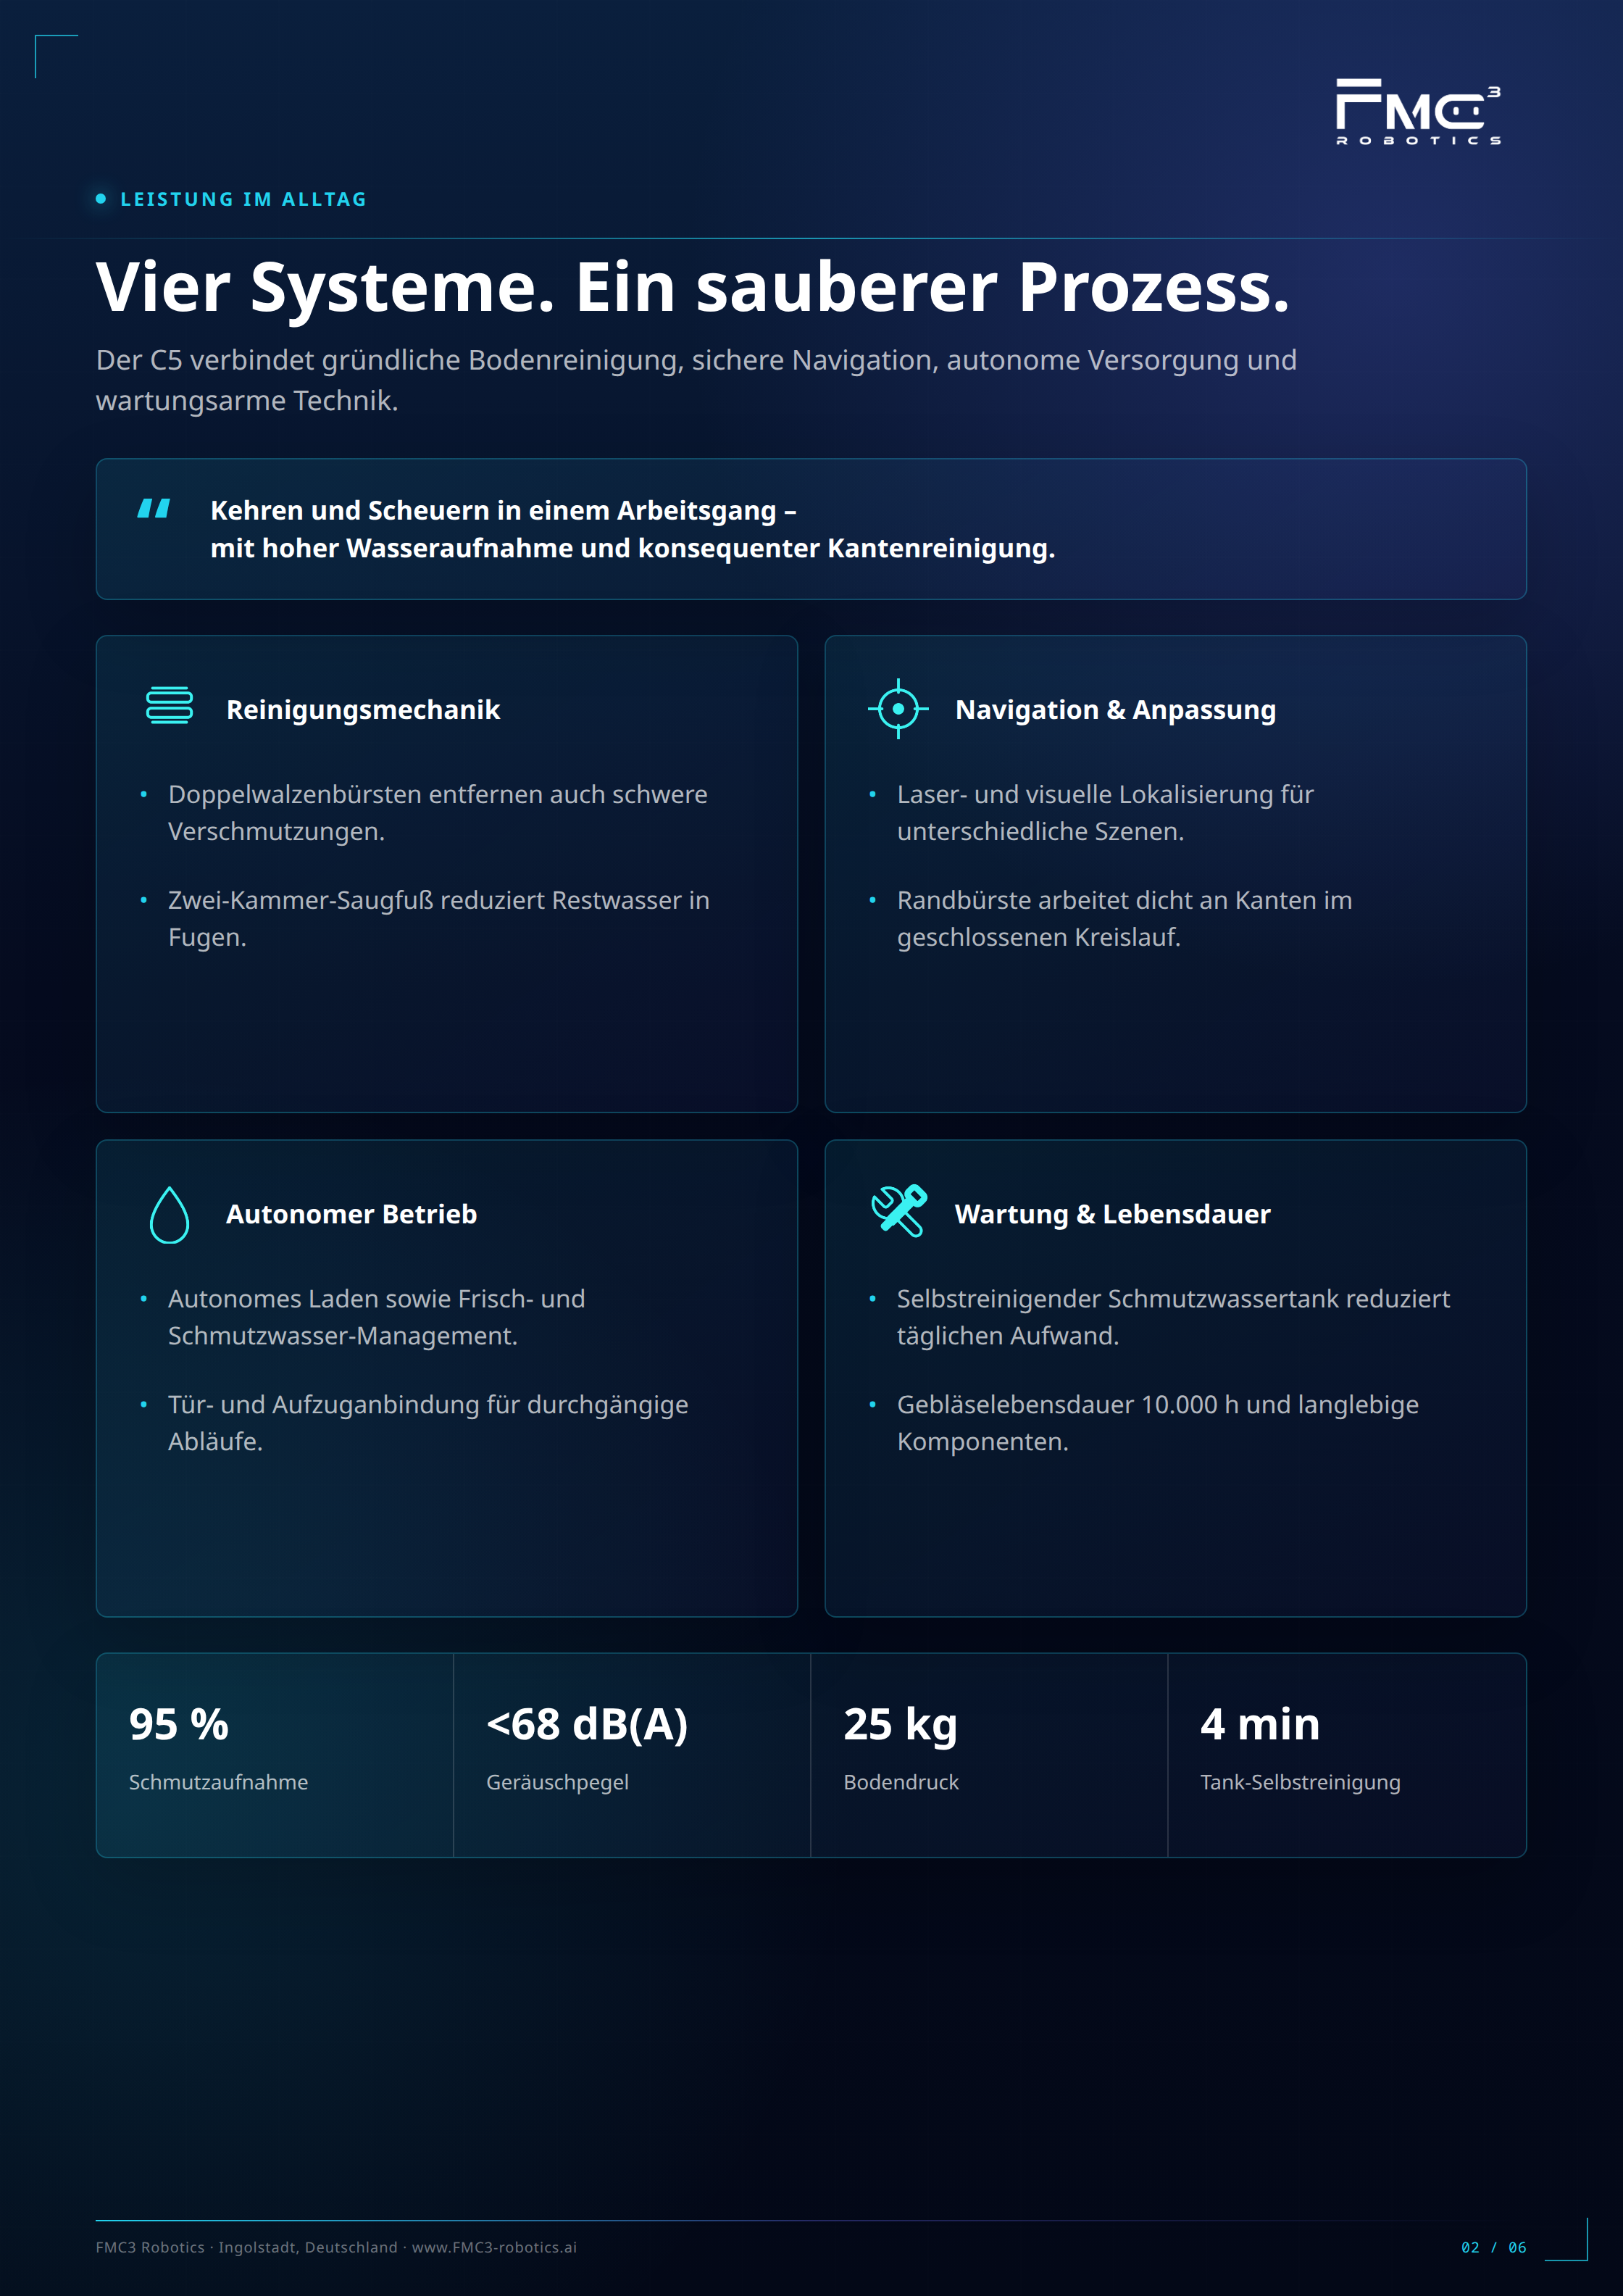 FMC3
ROBOTICS
LEISTUNG IM ALLTAG
Vier Systeme. Ein sauberer Prozess.
Der C5 verbindet gründliche Bodenreinigung, sichere Navigation, autonome Versorgung und
wartungsarme Technik.
“ Kehren und Scheuern in einem Arbeitsgang –
mit hoher Wasseraufnahme und konsequenter Kantenreinigung.
Reinigungsmechanik
• Doppelwalzenbürsten entfernen auch schwere
Verschmutzungen.
• Zwei-Kammer-Saugfuß reduziert Restwasser in
Fugen.
Navigation & Anpassung
• Laser- und visuelle Lokalisierung für
unterschiedliche Szenen.
• Randbürste arbeitet dicht an Kanten im
geschlossenen Kreislauf.
Autonomer Betrieb
• Autonomes Laden sowie Frisch- und
Schmutzwasser-Management.
• Tür- und Aufzuganbindung für durchgängige
Abläufe.
Wartung & Lebensdauer
• Selbstreinigender Schmutzwassertank reduziert
täglichen Aufwand.
• Gebläselebensdauer 10.000 h und langlebige
Komponenten.
95 %
Schmutzaufnahme
<68 dB(A)
Geräuschpegel
25 kg
Bodendruck
4 min
Tank-Selbstreinigung
FMC3 Robotics · Ingolstadt, Deutschland · www.FMC3-robotics.ai
02 / 06